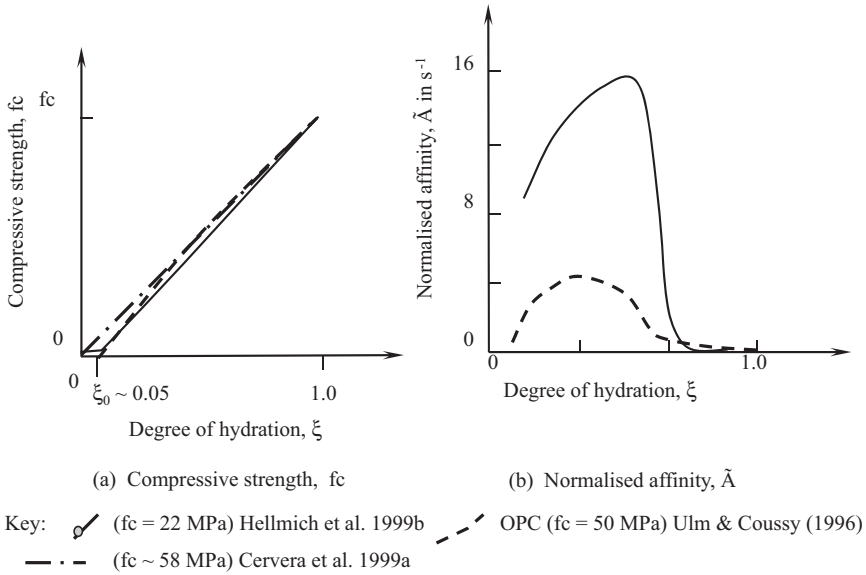 Compressive strength, fc
fc
0
0
ξ0 ~ 0.05
1.0
Degree of hydration, ξ
(a) Compressive strength, fc
Normalised affinity, Ã in s-1
16
8
0
0
1.0
Degree of hydration, ξ
(b) Normalised affinity, Ã
Key:
(fc = 22 MPa) Hellmich et al. 1999b
OPC (fc = 50 MPa) Ulm & Coussy (1996)
(fc ~ 58 MPa) Cervera et al. 1999a